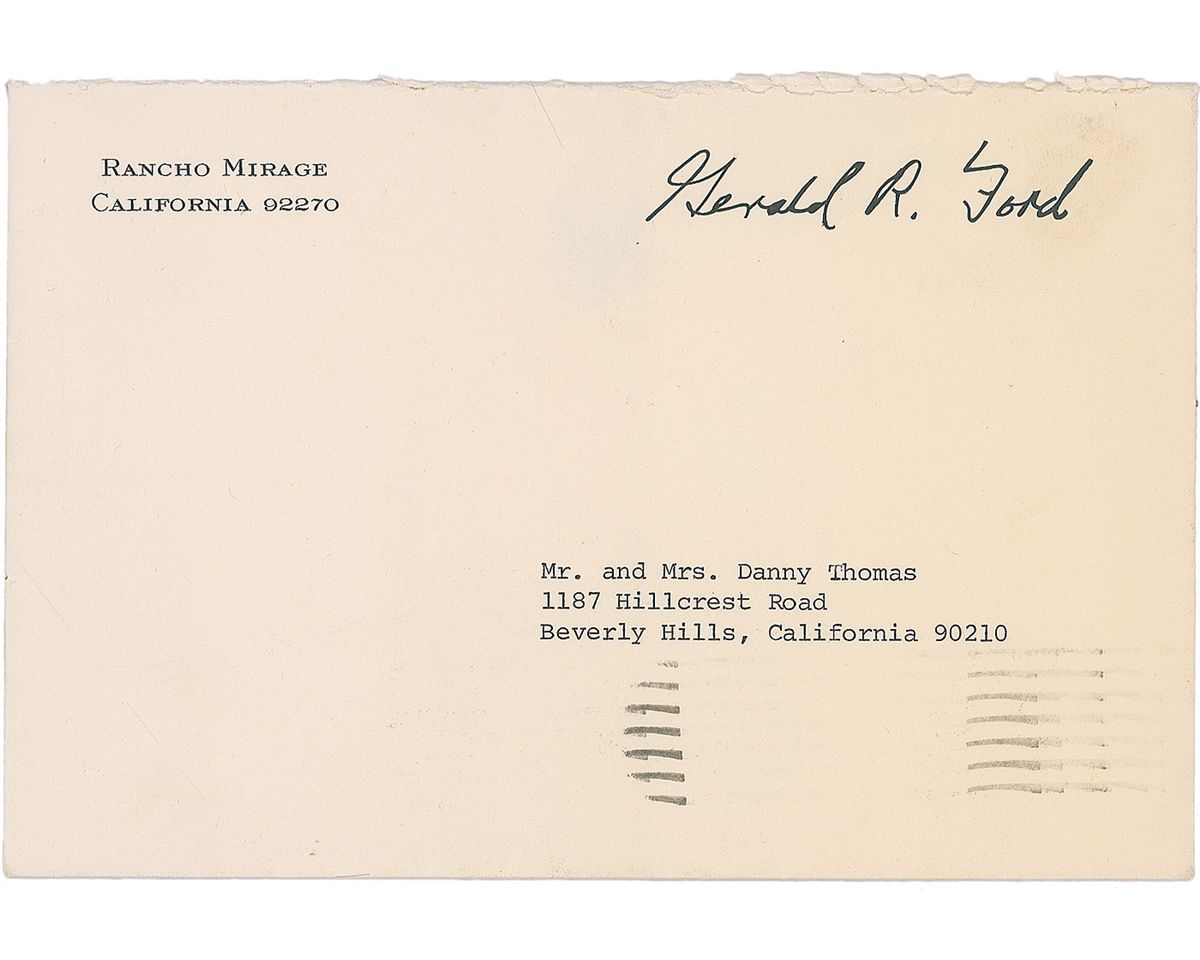 RANCHO MIRAGE
CALIFORNIA 92270
Gerald R. Ford
Mr. and Mrs. Danny Thomas
1187 Hillcrest Road
Beverly Hills, California 90210